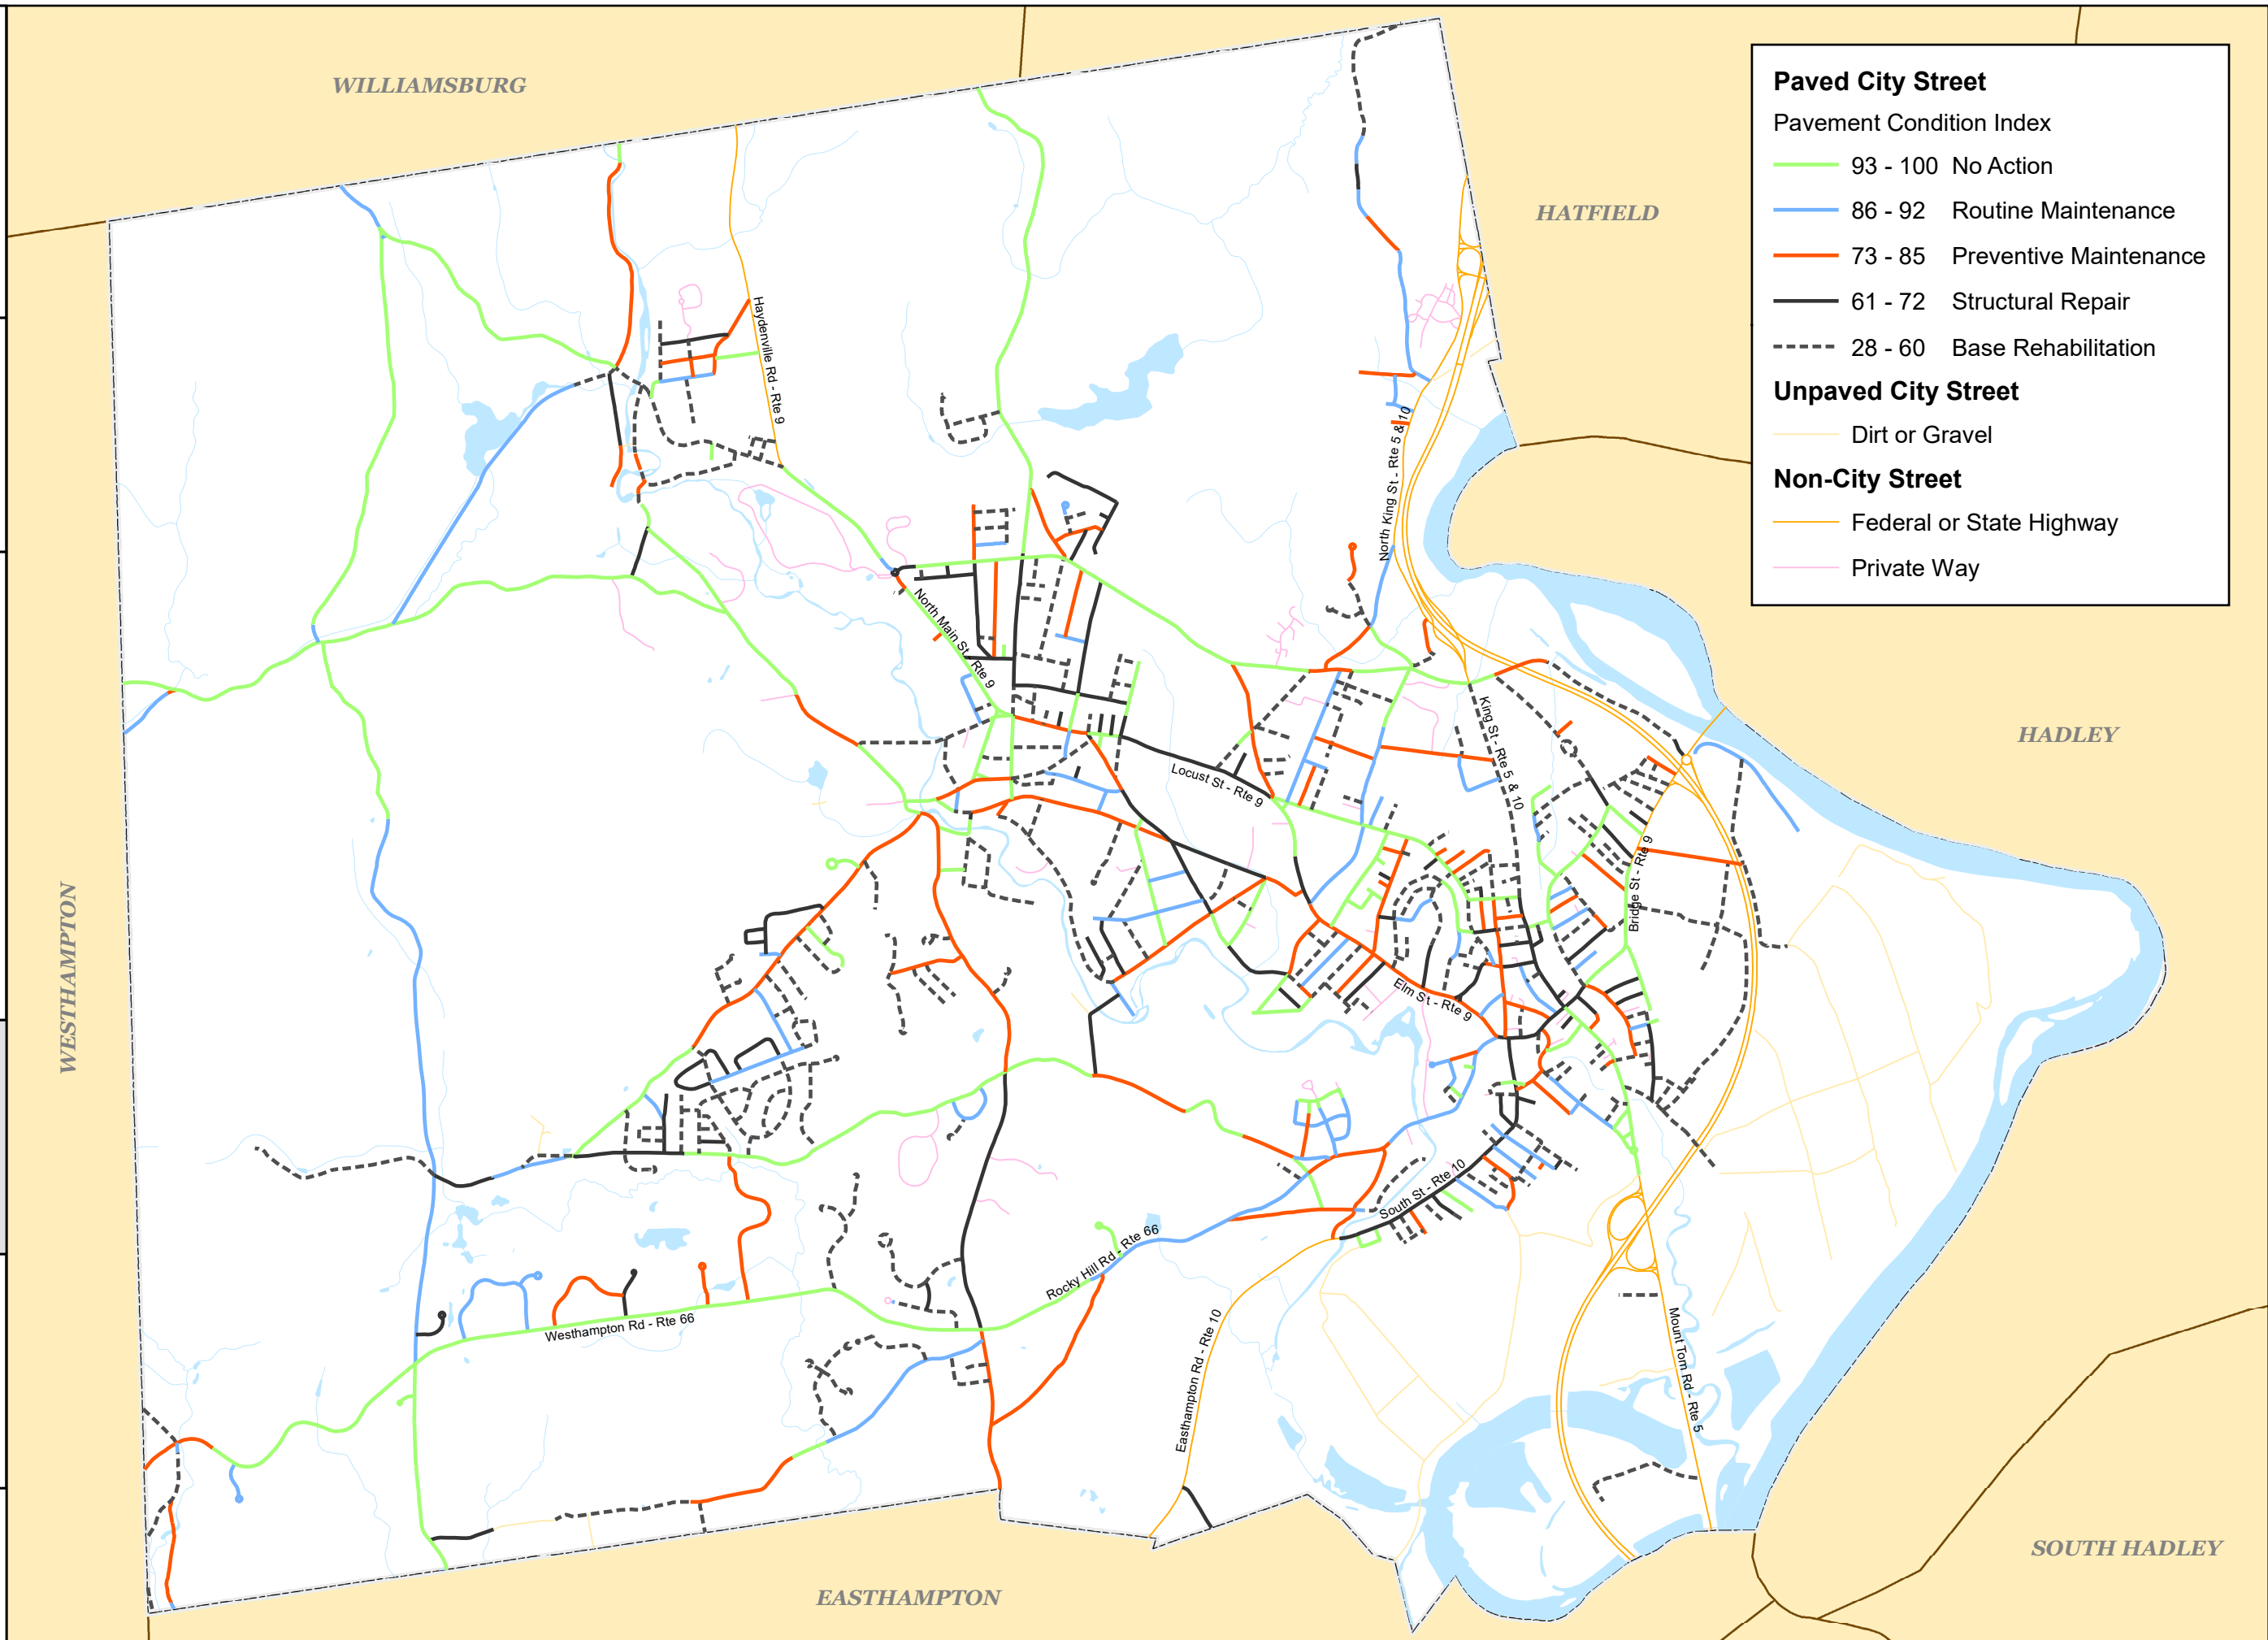 WILLIAMSBURG
HATFIELD
HADLEY
WESTHAMPTON
EASTHAMPTON
SOUTH HADLEY
Paved City Street
Pavement Condition Index
93 - 100 No Action
86 - 92 Routine Maintenance
73 - 85 Preventive Maintenance
61 - 72 Structural Repair
28 - 60 Base Rehabilitation
Unpaved City Street
Dirt or Gravel
Non-City Street
Federal or State Highway
Private Way
Haydenville Rd - Rte 9
North King St - Rte 5 & 10
North Main St - Rte 9
King St - Rte 5 & 10
Locust St - Rte 9
Bridge St - Rte 9
Elm St - Rte 9
South St - Rte 10
Rocky Hill Rd - Rte 66
Westhampton Rd - Rte 66
Easthampton Rd - Rte 10
Mount Tom Rd - Rte 5